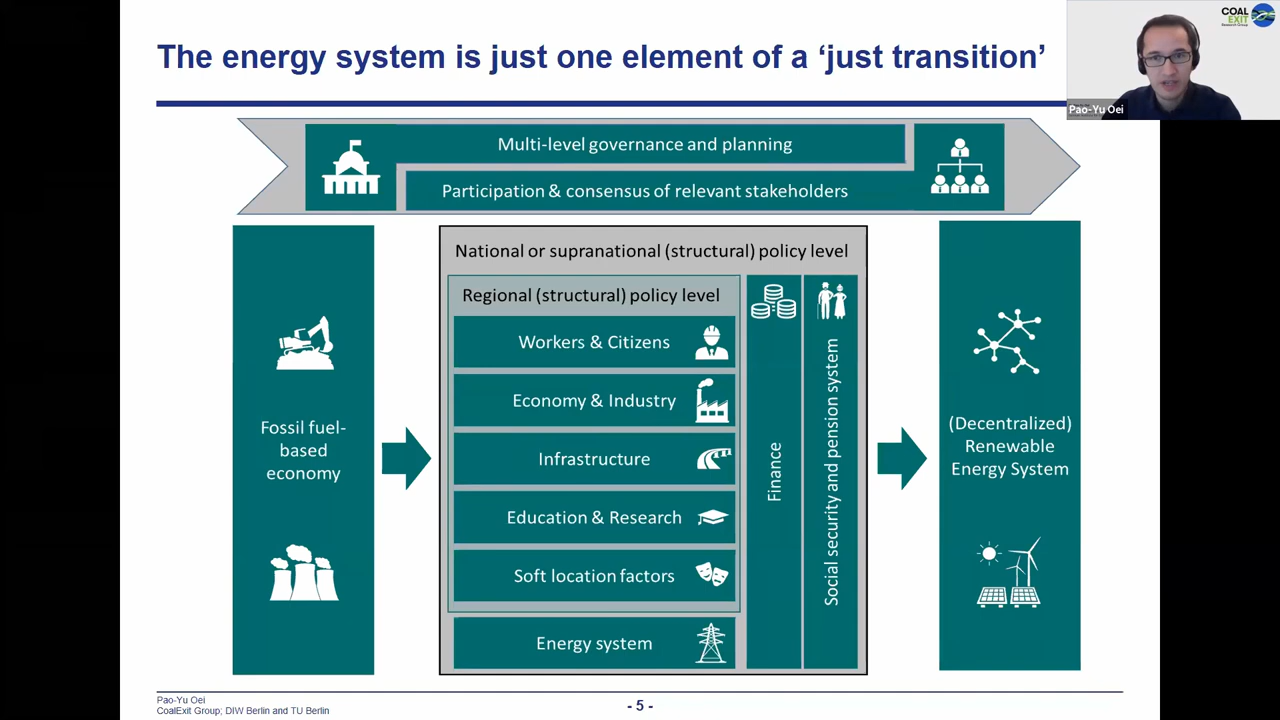 The energy system is just one element of a ‘just transition’
COAL
EXIT
Research Group
Pao-Yu Oei
Multi-level governance and planning
Participation & consensus of relevant stakeholders
Fossil fuel-
based
economy
National or supranational (structural) policy level
Regional (structural) policy level
Workers & Citizens
Economy & Industry
Infrastructure
Education & Research
Soft location factors
Energy system
Finance
Social security and pension system
(Decentralized)
Renewable
Energy System
Pao-Yu Oei
CoalExit Group; DIW Berlin and TU Berlin
- 5 -